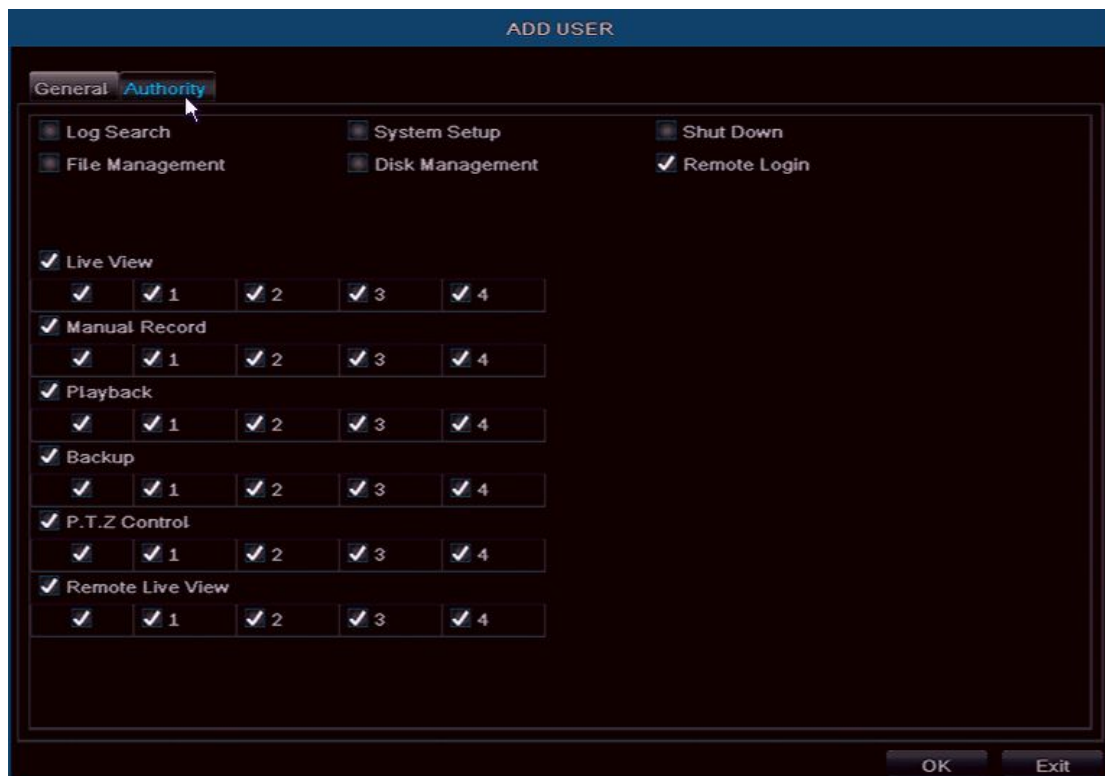 ADD USER
General Authority
Log Search System Setup Shut Down
File Management Disk Management Remote Login
Live View
1 2 3 4
Manual Record
1 2 3 4
Playback
1 2 3 4
Backup
1 2 3 4
P.T.Z Control
1 2 3 4
Remote Live View
1 2 3 4
OK Exit